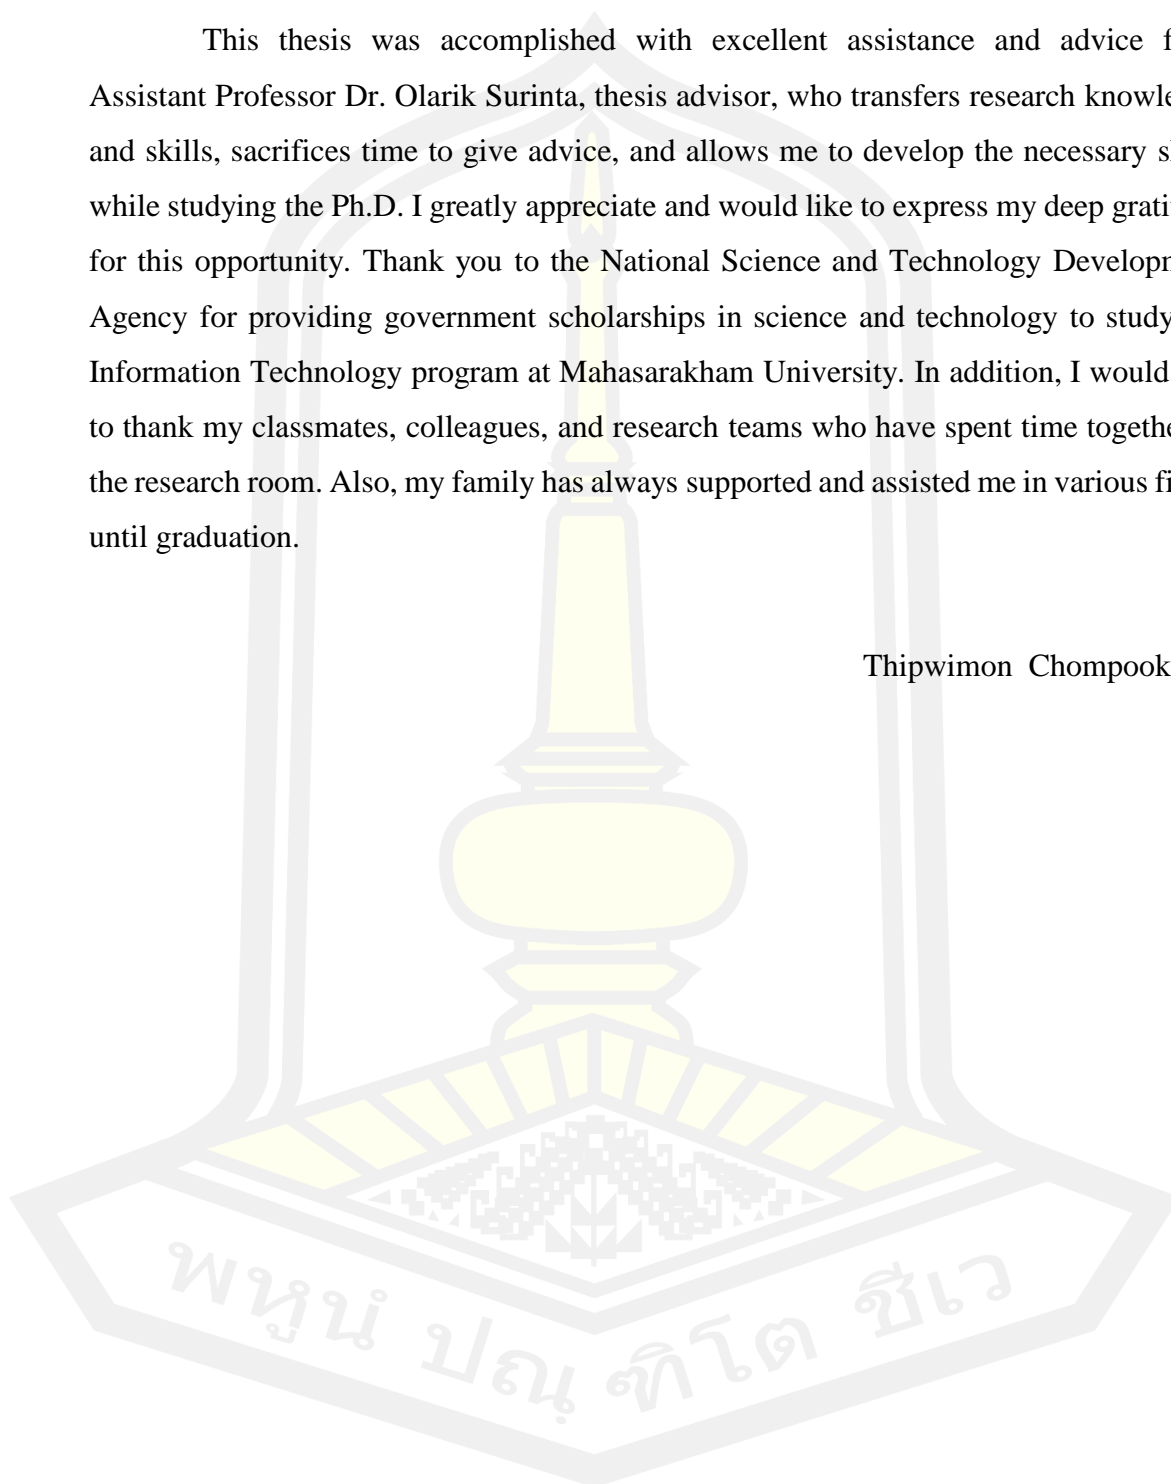 This thesis was accomplished with excellent assistance and advice f
Assistant Professor Dr. Olarik Surinta, thesis advisor, who transfers research knowle
and skills, sacrifices time to give advice, and allows me to develop the necessary s
while studying the Ph.D. I greatly appreciate and would like to express my deep grati
for this opportunity. Thank you to the National Science and Technology Developm
Agency for providing government scholarships in science and technology to study
Information Technology program at Mahasarakham University. In addition, I would
to thank my classmates, colleagues, and research teams who have spent time togethe
the research room. Also, my family has always supported and assisted me in various fi
until graduation.
Thipwimon Chompook
พหูนํ ปณฺฑิโต ชีเว